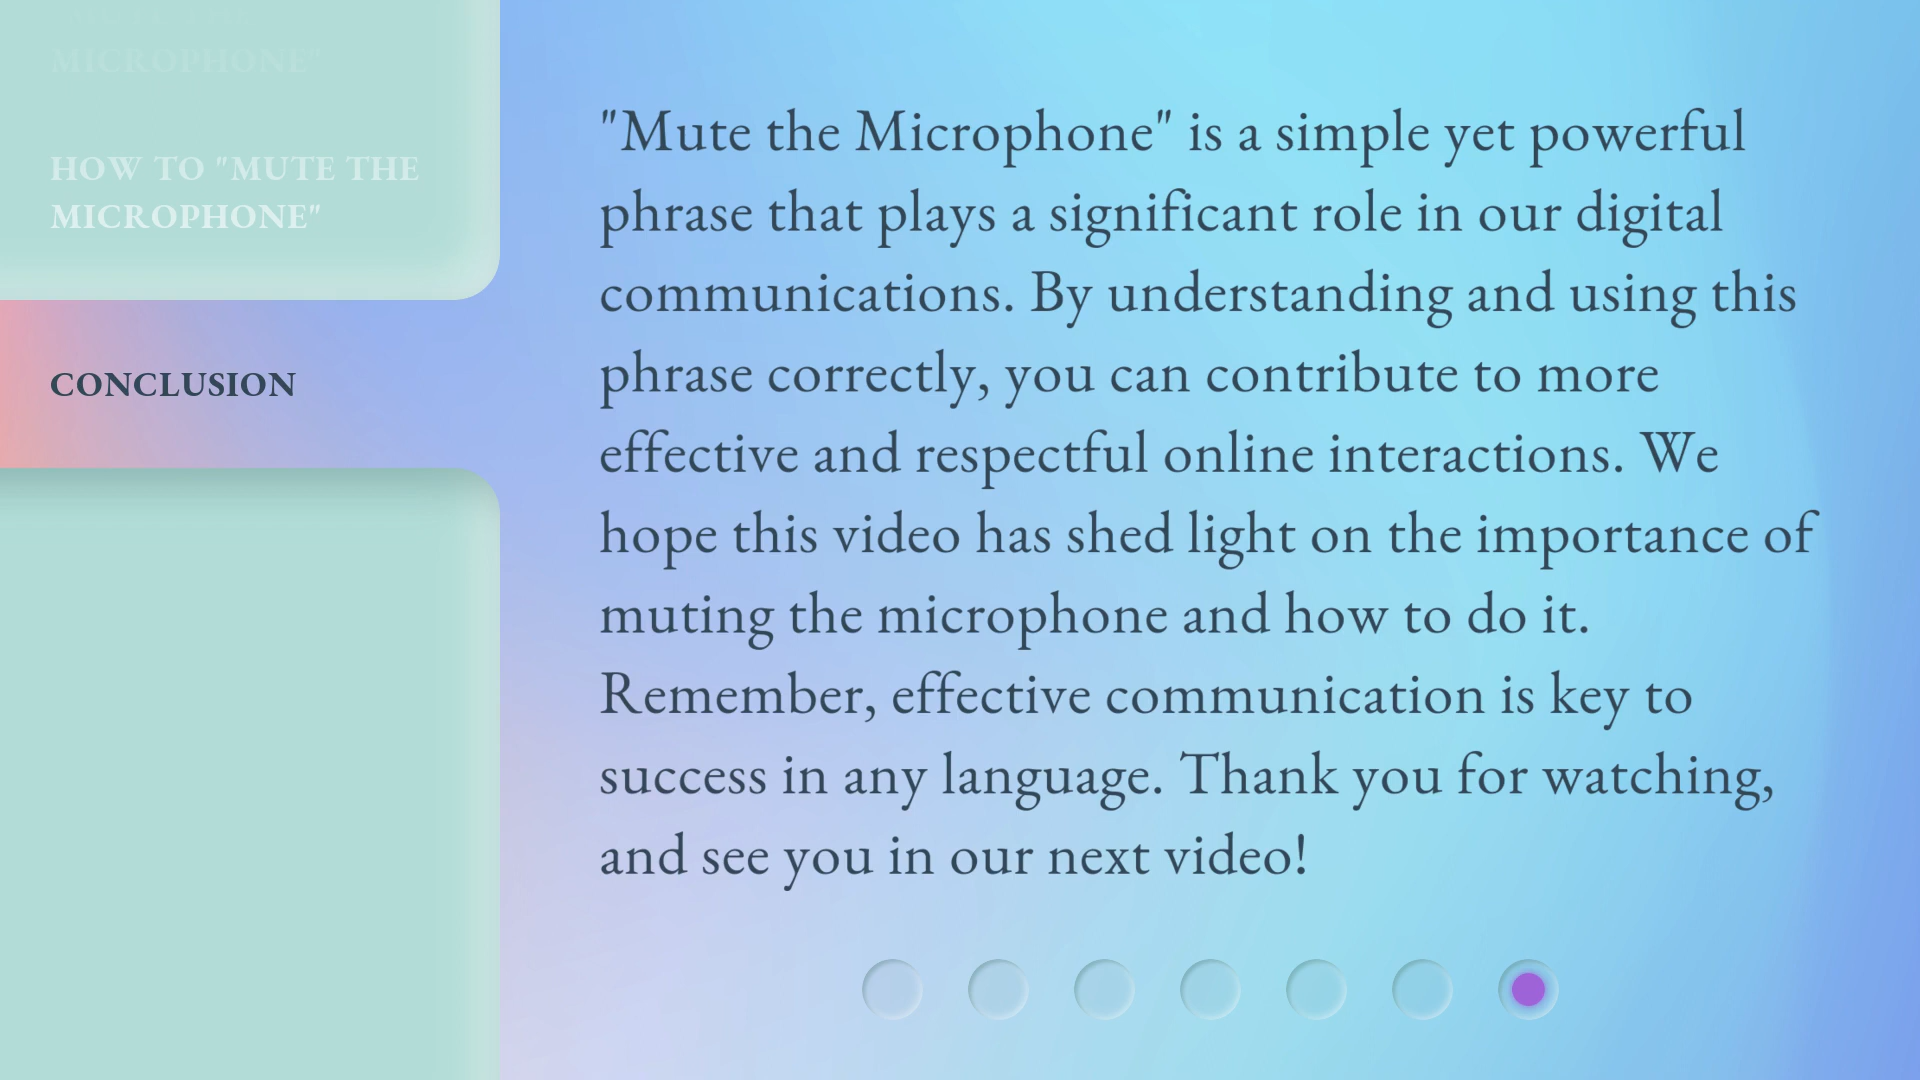 MICROPHONE"
HOW TO "MUTE THE
MICROPHONE"
CONCLUSION
"Mute the Microphone" is a simple yet powerful
phrase that plays a significant role in our digital
communications. By understanding and using this
phrase correctly, you can contribute to more
effective and respectful online interactions. We
hope this video has shed light on the importance of
muting the microphone and how to do it.
Remember, effective communication is key to
success in any language. Thank you for watching,
and see you in our next video!